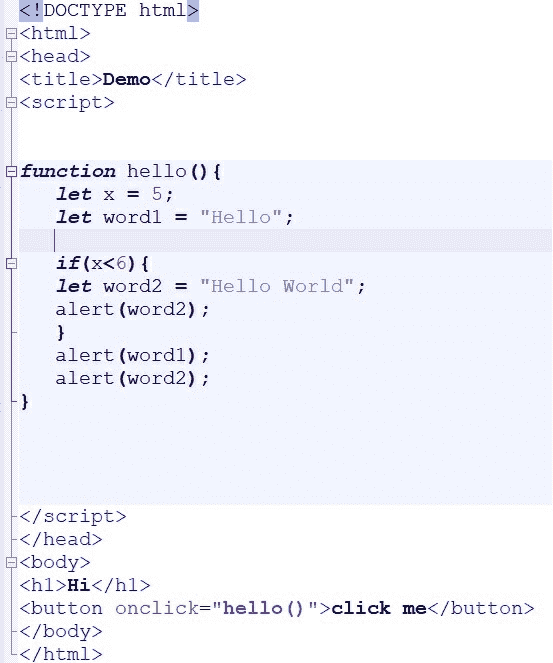 <!DOCTYPE html>
<html>
<head>
<title>Demo</title>
<script>
function hello(){
let x = 5;
let word1 = "Hello";
if(x<6){
let word2 = "Hello World";
alert(word2);
}
alert(word1);
alert(word2);
}
</script>
</head>
<body>
<h1>Hi</h1>
<button onclick="hello()">click me</button>
</body>
</html>